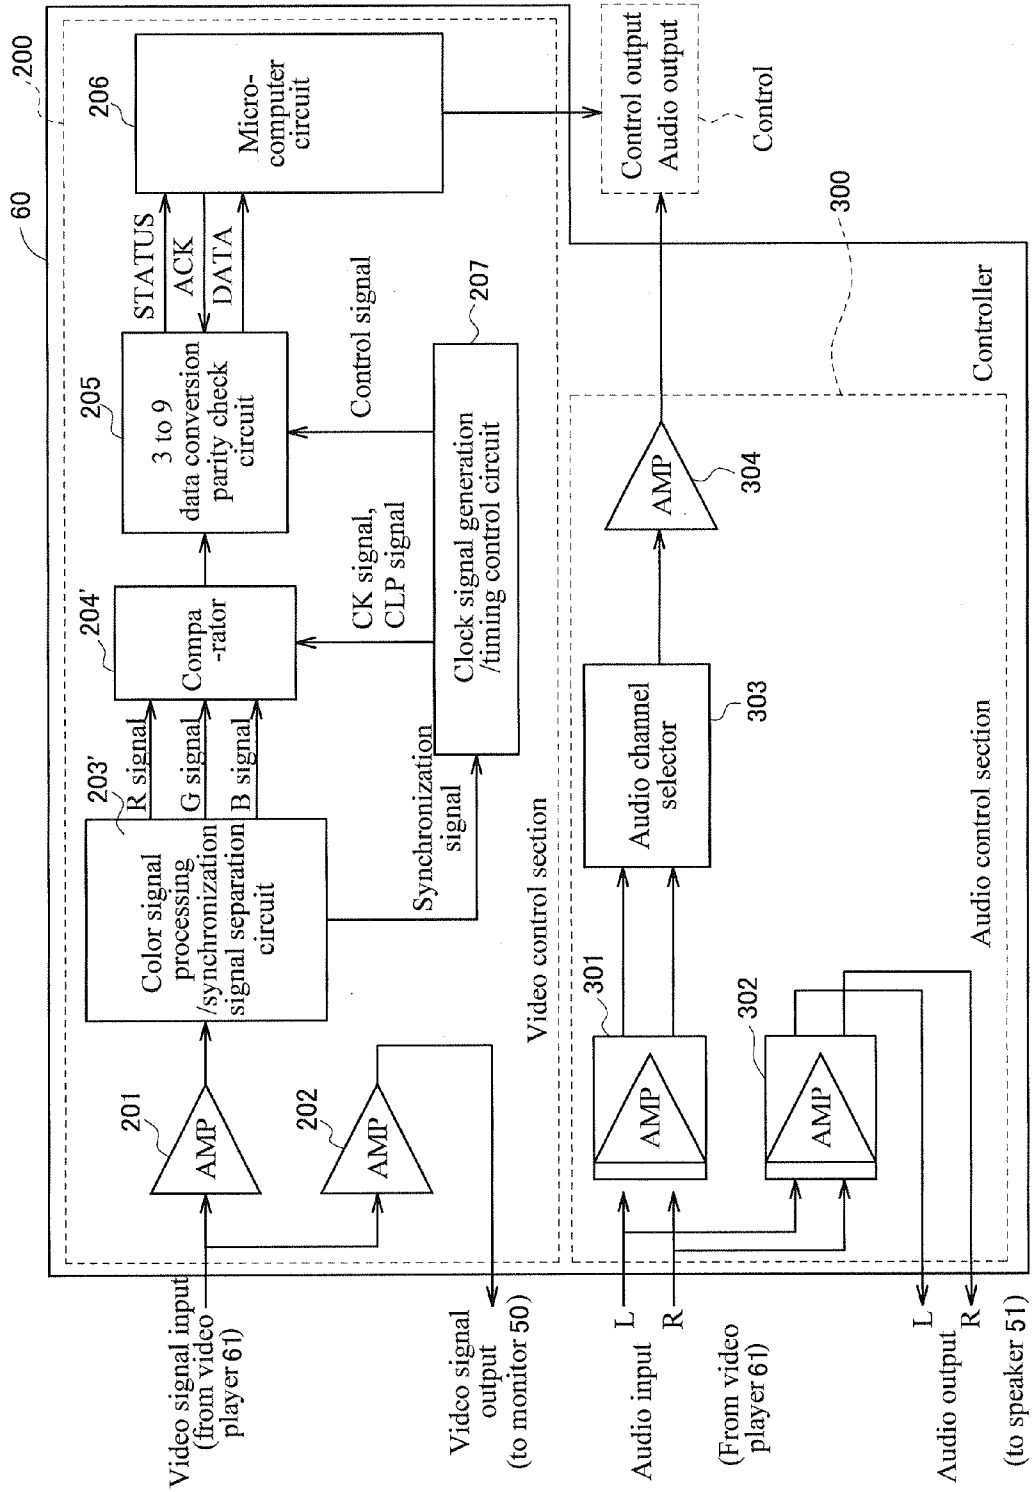 60
200
Video signal input
(from video
player 61)
201
AMP
202
AMP
Video signal
output
(to monitor 50)
203'
Color signal
processing
/synchronization
signal separation
circuit
R signal
G signal
B signal
204'
Compa
-rator
205
3 to 9
data conversion
parity check
circuit
STATUS
ACK
DATA
206
Micro-
computer
circuit
Synchronization
signal
CK signal,
CLP signal
Control signal
207
Clock signal generation
/timing control circuit
Video control section
Control output
Audio output
Control
L
R
Audio input
(From video
player 61)
301
AMP
302
AMP
303
Audio channel
selector
304
AMP
300
L
R
Audio output
(to speaker 51)
Audio control section
Controller